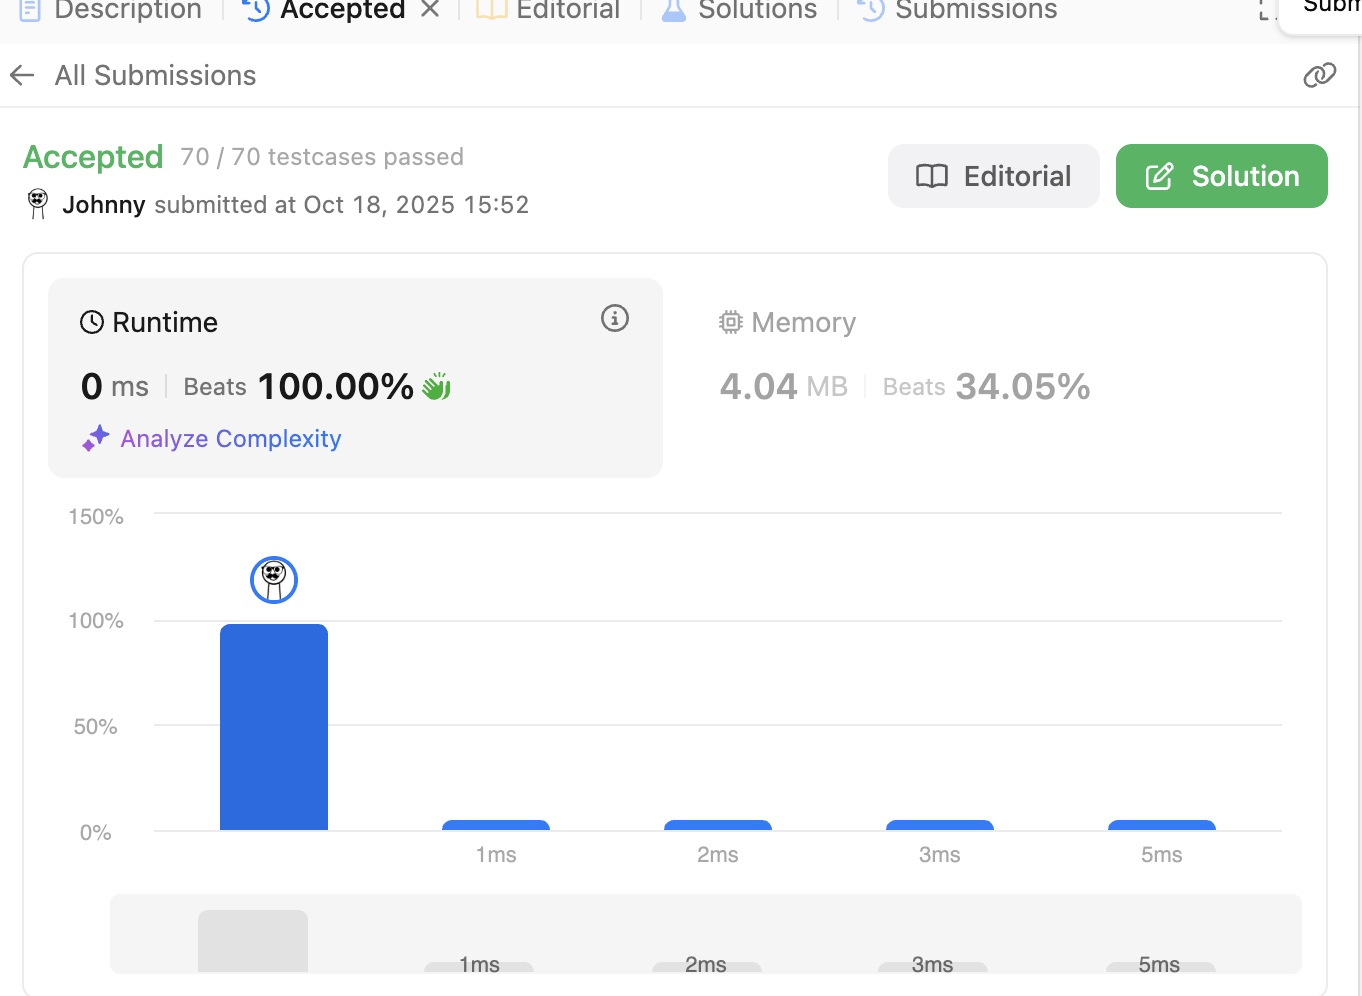 Description
Accepted
Editorial
Solutions
Submissions
All Submissions
Accepted 70 / 70 testcases passed
Johnny submitted at Oct 18, 2025 15:52
Editorial
Solution
Runtime
0 ms Beats 100.00%
Analyze Complexity
Memory
4.04 MB Beats 34.05%
150%
100%
50%
0%
1ms 2ms 3ms 5ms
1ms 2ms 3ms 5ms